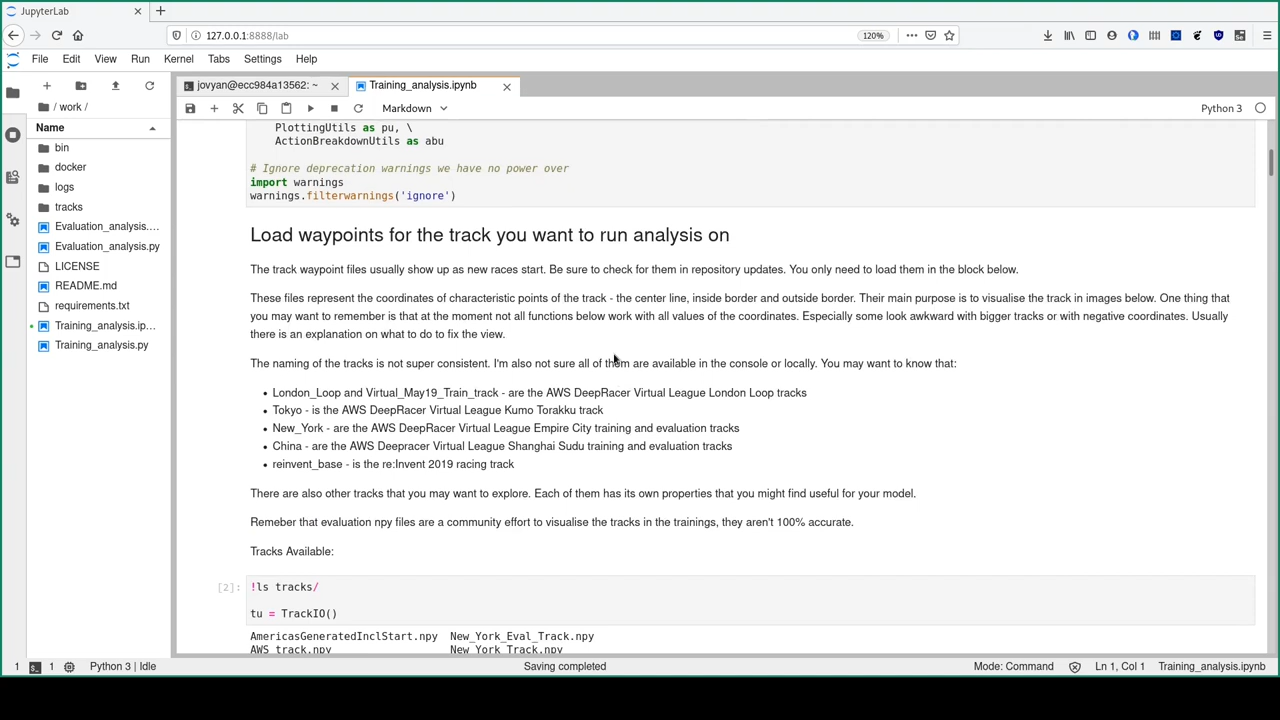 JupyterLab
127.0.0.1:8888/lab
120%
File Edit View Run Kernel Tabs Settings Help
jovyan@ecc984a13562: ~
Training_analysis.ipynb
/ work /
Markdown
Python 3
Name
bin
docker
logs
tracks
Evaluation_analysis....
Evaluation_analysis.py
LICENSE
README.md
requirements.txt
Training_analysis.ip...
Training_analysis.py
PlottingUtils as pu, \
ActionBreakdownUtils as abu
# Ignore deprecation warnings we have no power over
import warnings
warnings.filterwarnings('ignore')
Load waypoints for the track you want to run analysis on
The track waypoint files usually show up as new races start. Be sure to check for them in repository updates. You only need to load them in the block below.
These files represent the coordinates of characteristic points of the track - the center line, inside border and outside border. Their main purpose is to visualise the track in images below. One thing that
you may want to remember is that at the moment not all functions below work with all values of the coordinates. Especially some look awkward with bigger tracks or with negative coordinates. Usually
there is an explanation on what to do to fix the view.
The naming of the tracks is not super consistent. I'm also not sure all of them are available in the console or locally. You may want to know that:
• London_Loop and Virtual_May19_Train_track - are the AWS DeepRacer Virtual League London Loop tracks
• Tokyo - is the AWS DeepRacer Virtual League Kumo Torakku track
• New_York - are the AWS DeepRacer Virtual League Empire City training and evaluation tracks
• China - are the AWS Deepracer Virtual League Shanghai Sudu training and evaluation tracks
• reinvent_base - is the re:Invent 2019 racing track
There are also other tracks that you may want to explore. Each of them has its own properties that you might find useful for your model.
Remeber that evaluation npy files are a community effort to visualise the tracks in the trainings, they aren't 100% accurate.
Tracks Available:
[2]: !ls tracks/
tu = TrackIO()
AmericasGeneratedInclStart.npy New_York_Eval_Track.npy
AWS_track.npy New_York_Track.npy
1 1 Python 3 | Idle Saving completed Mode: Command Ln 1, Col 1 Training_analysis.ipynb